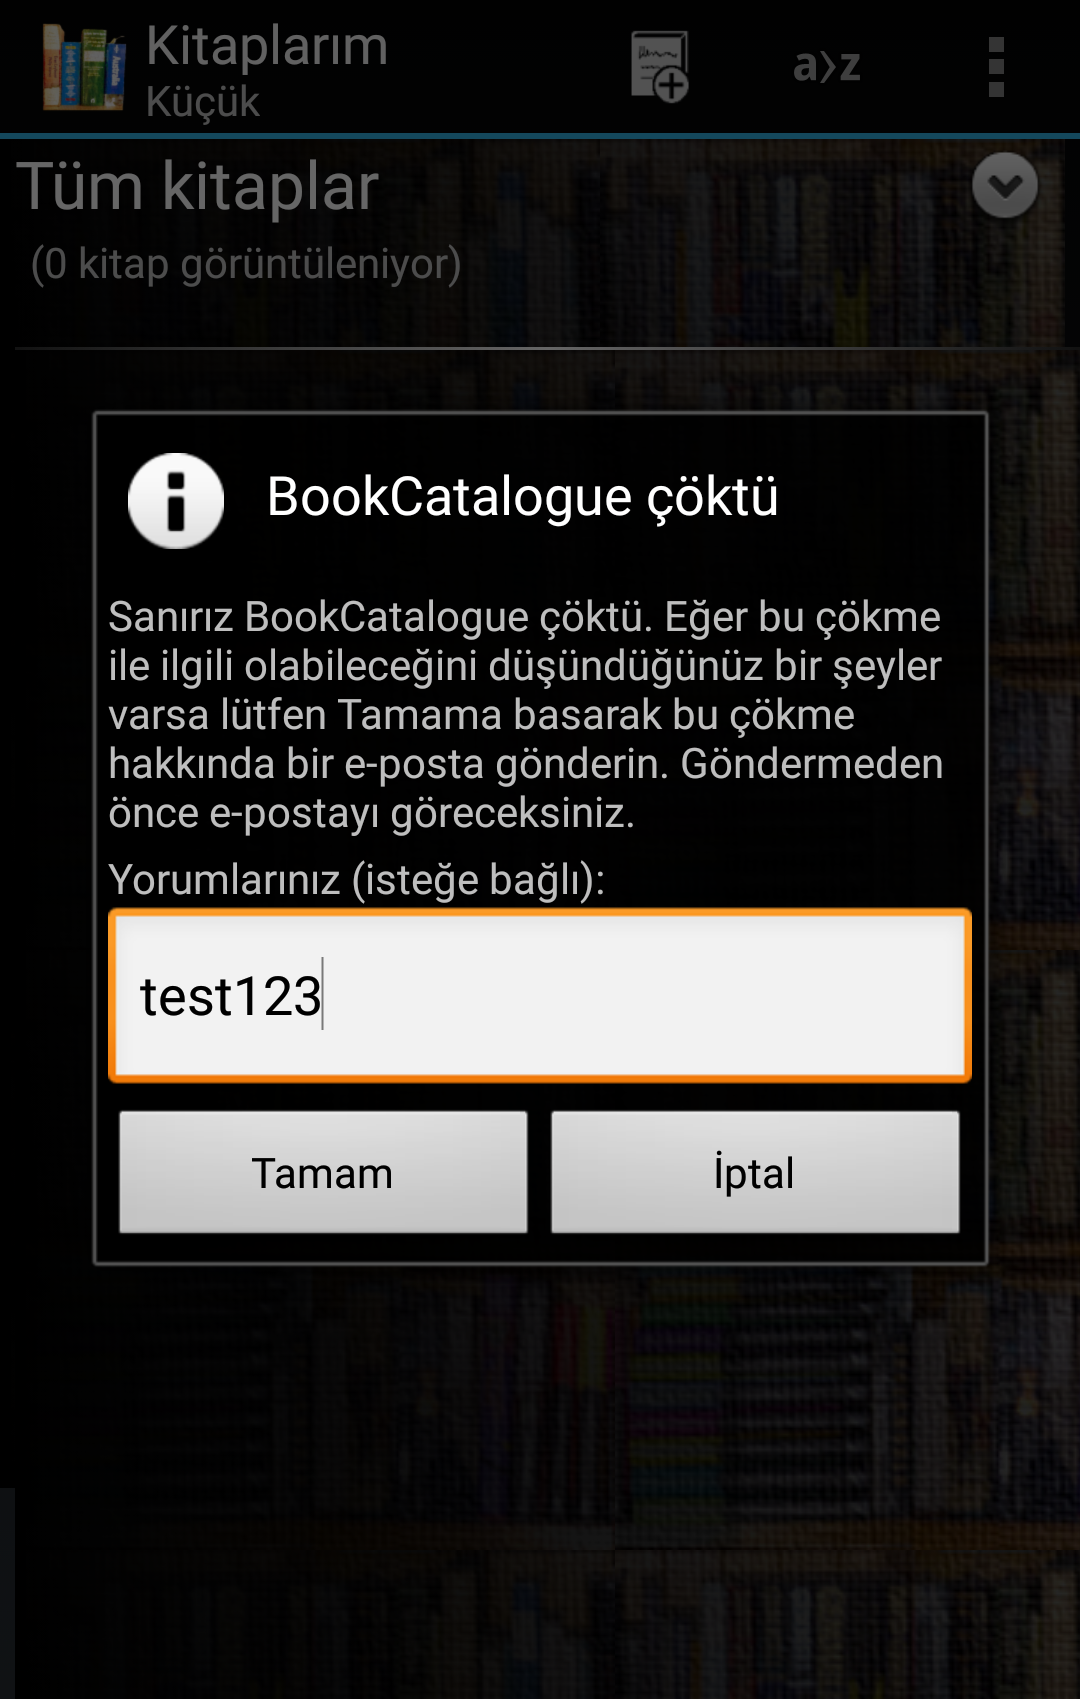 Kitaplarım
Küçük
a›z
Tüm kitaplar
(0 kitap görüntüleniyor)
BookCatalogue çöktü
Sanırız BookCatalogue çöktü. Eğer bu çökme
ile ilgili olabileceğini düşündüğünüz bir şeyler
varsa lütfen Tamama basarak bu çökme
hakkında bir e-posta gönderin. Göndermeden
önce e-postayı göreceksiniz.
Yorumlarınız (isteğe bağlı):
test123
Tamam
İptal